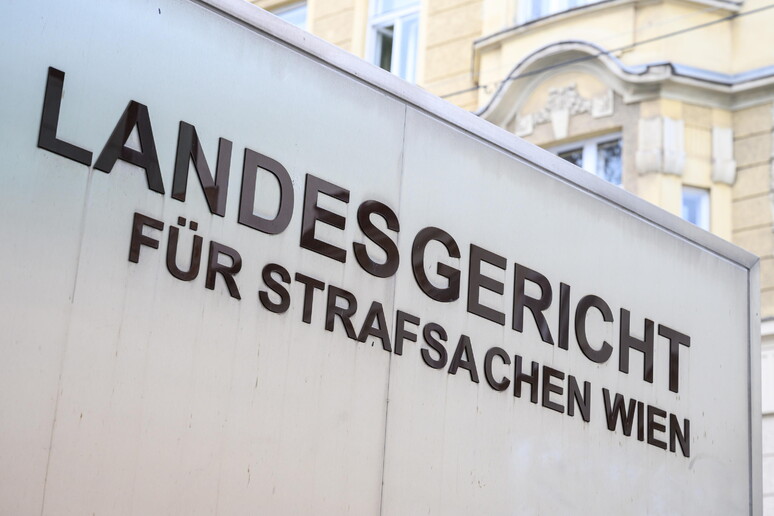 LANDESGERICHT
FÜR STRAFSACHEN WIEN